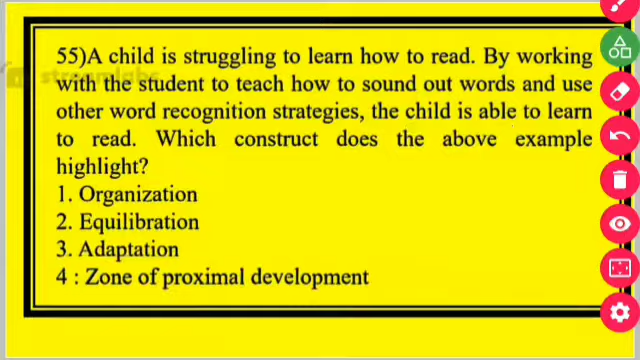 55)A child is struggling to learn how to read. By working
streamlabs
with the student to teach how to sound out words and use
other word recognition strategies, the child is able to learn
to read. Which construct does the above example
highlight?
1. Organization
2. Equilibration
3. Adaptation
4 : Zone of proximal development